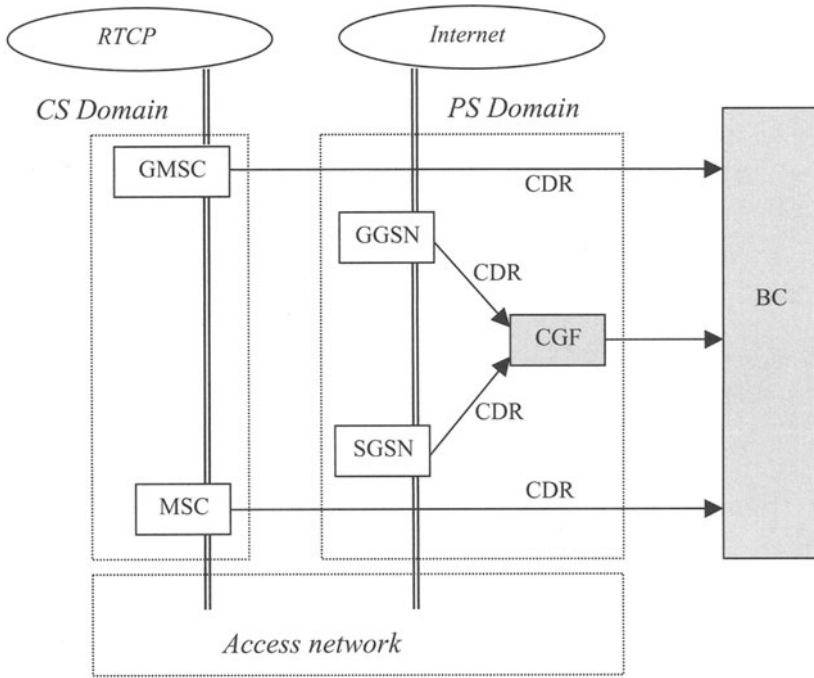 RTCP
Internet
CS Domain
PS Domain
GMSC
CDR
GGSN
CDR
BC
CGF
CDR
SGSN
CDR
MSC
Access network